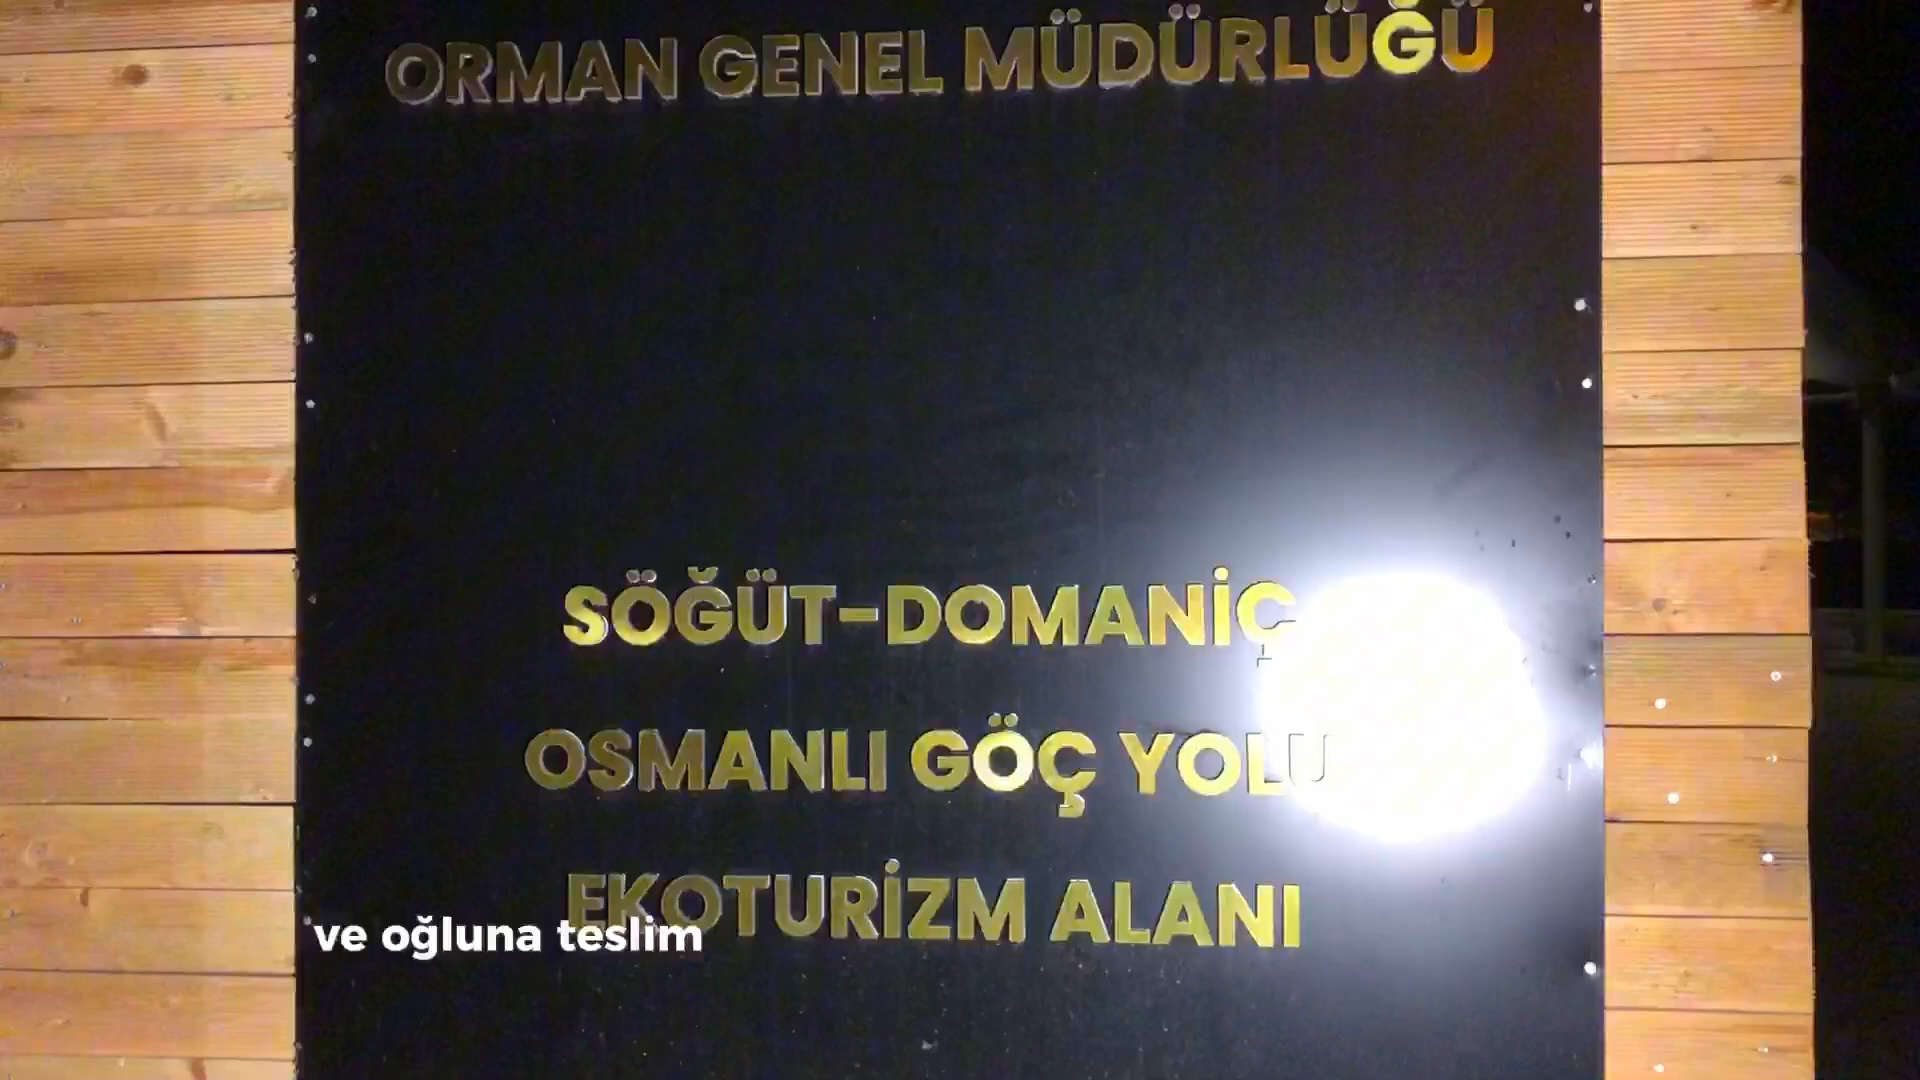 ORMAN GENEL MÜDÜRLÜĞÜ
SÖĞÜT-DOMANİÇ
OSMANLI GÖÇ YOLU
EKOTURİZM ALANI
ve oğluna teslim